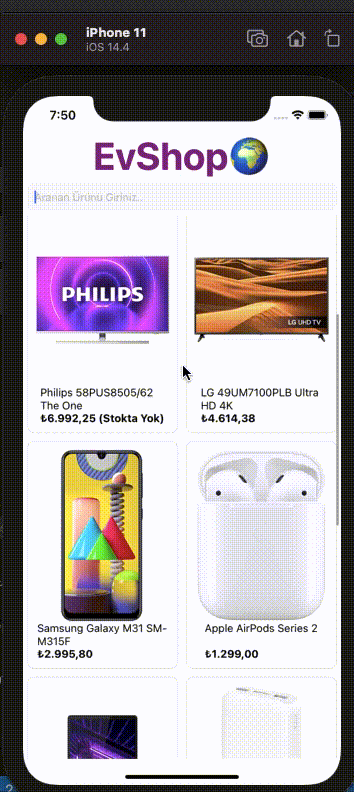 iPhone 11
iOS 14.4
7:50
EvShop
Aranan Ürünü Giriniz..
PHILIPS
LG UHD TV
Philips 58PUS8505/62
The One
₺6.992,25 (Stokta Yok)
LG 49UM7100PLB Ultra
HD 4K
₺4.614,38
Samsung Galaxy M31 SM-
M315F
₺2.995,80
Apple AirPods Series 2
₺1.299,00
2